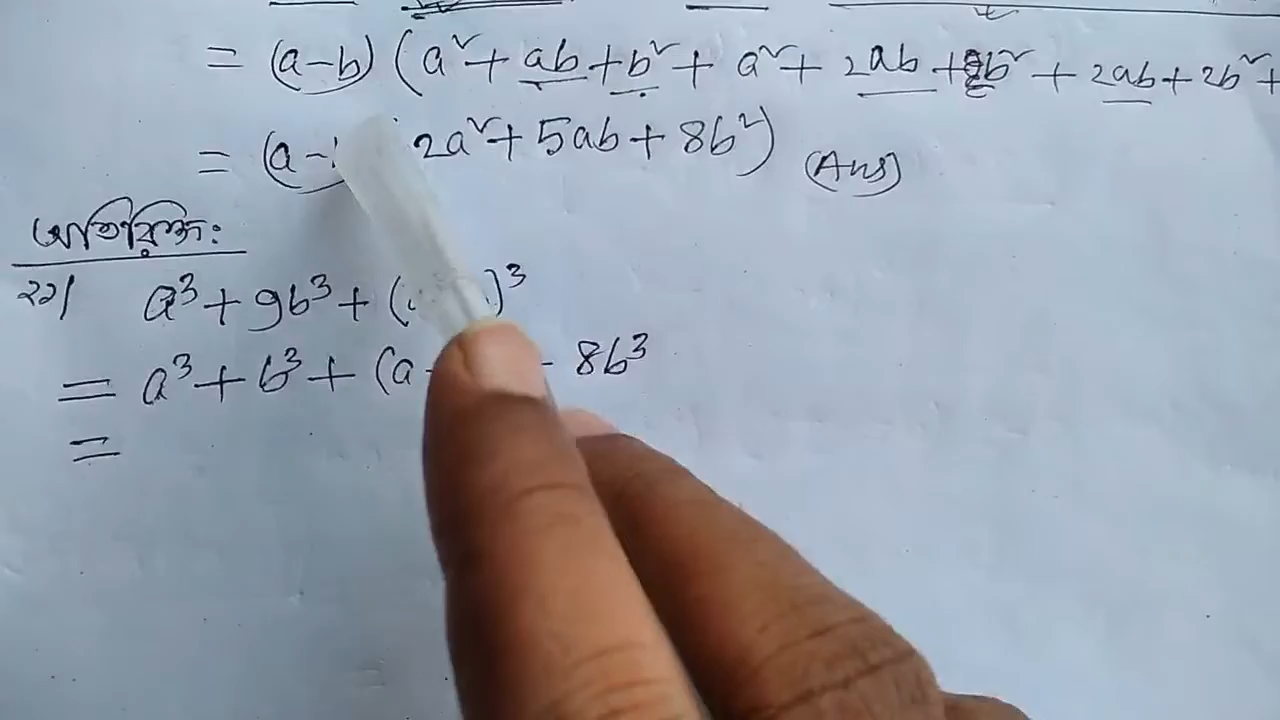 = (a-b) (a² + ab + b² + a² + 2ab + b² + 2ab + 2b² +
= (a- 2a² + 5ab + 8b²) (Ans)
অতিরিক্ত:
২২। a³ + 9b³ + ( )³
= a³ + b³ + (a 8b³
=